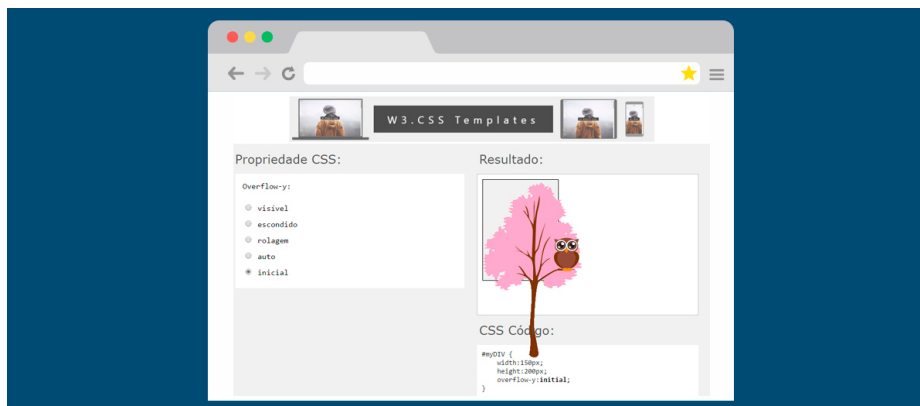 W3.CSS Templates
Propriedade CSS:
Overflow-y:
visível
escondido
rolagem
auto
inicial
Resultado:
CSS Código:
#myDIV {
width:150px;
height:200px;
overflow-y:initial;
}